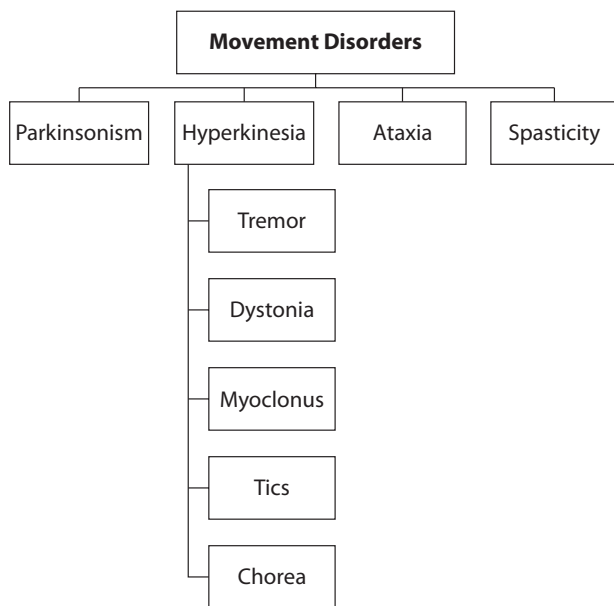 Movement Disorders
Parkinsonism
Hyperkinesia
Ataxia
Spasticity
Tremor
Dystonia
Myoclonus
Tics
Chorea